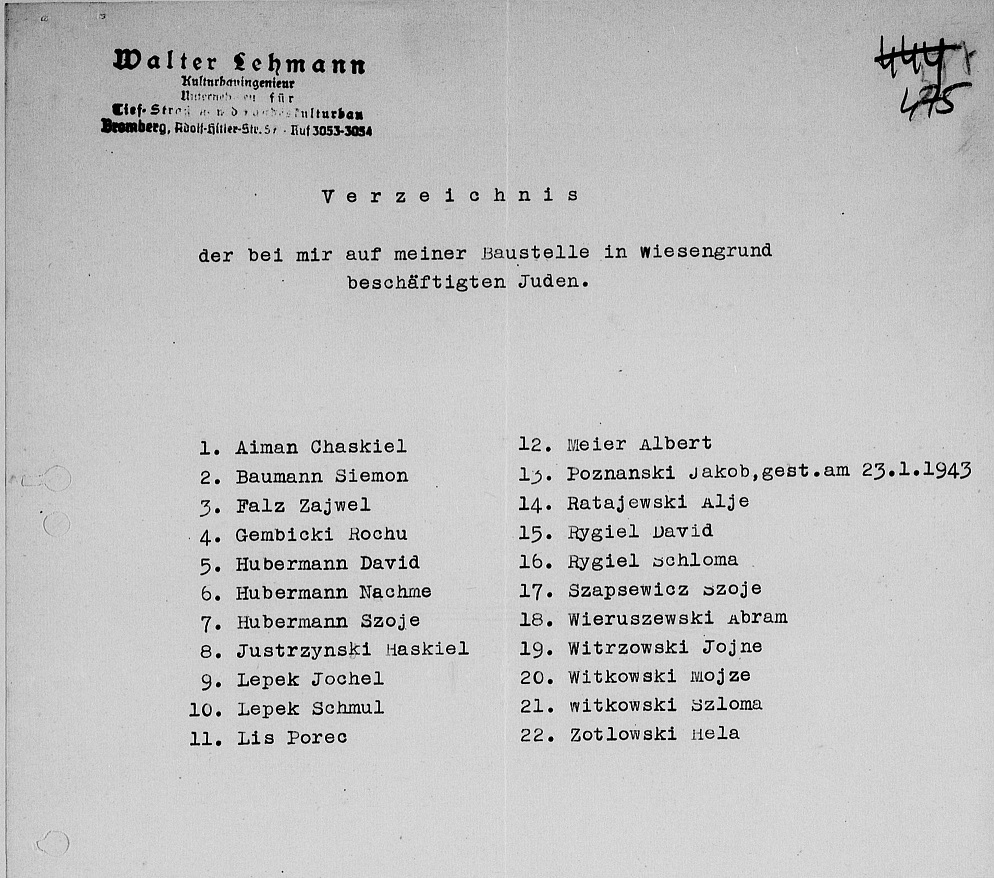 Walter Lehmann
Kulturbauingenieur
für
Tief-
Bromberg, Adolf-Hitler-Str. 57 - Ruf 3053-3054
444
475
Verzeichnis
der bei mir auf meiner Baustelle in Wiesengrund
beschäftigten Juden.
1. Aiman Chaskiel
2. Baumann Siemon
3. Falz Zajwel
4. Gembicki Rochu
5. Hubermann David
6. Hubermann Nachme
7. Hubermann Szoje
8. Justrzynski Haskiel
9. Lepek Jochel
10. Lepek Schmul
11. Lis Porec
12. Meier Albert
13. Poznanski Jakob,gest.am 23.1.1943
14. Ratajewski Alje
15. Rygiel David
16. Rygiel Schloma
17. Szapsewicz Szoje
18. Wieruszewski Abram
19. Witrzowski Jojne
20. Witkowski Mojze
21. witkowski Szloma
22. Zotlowski Hela